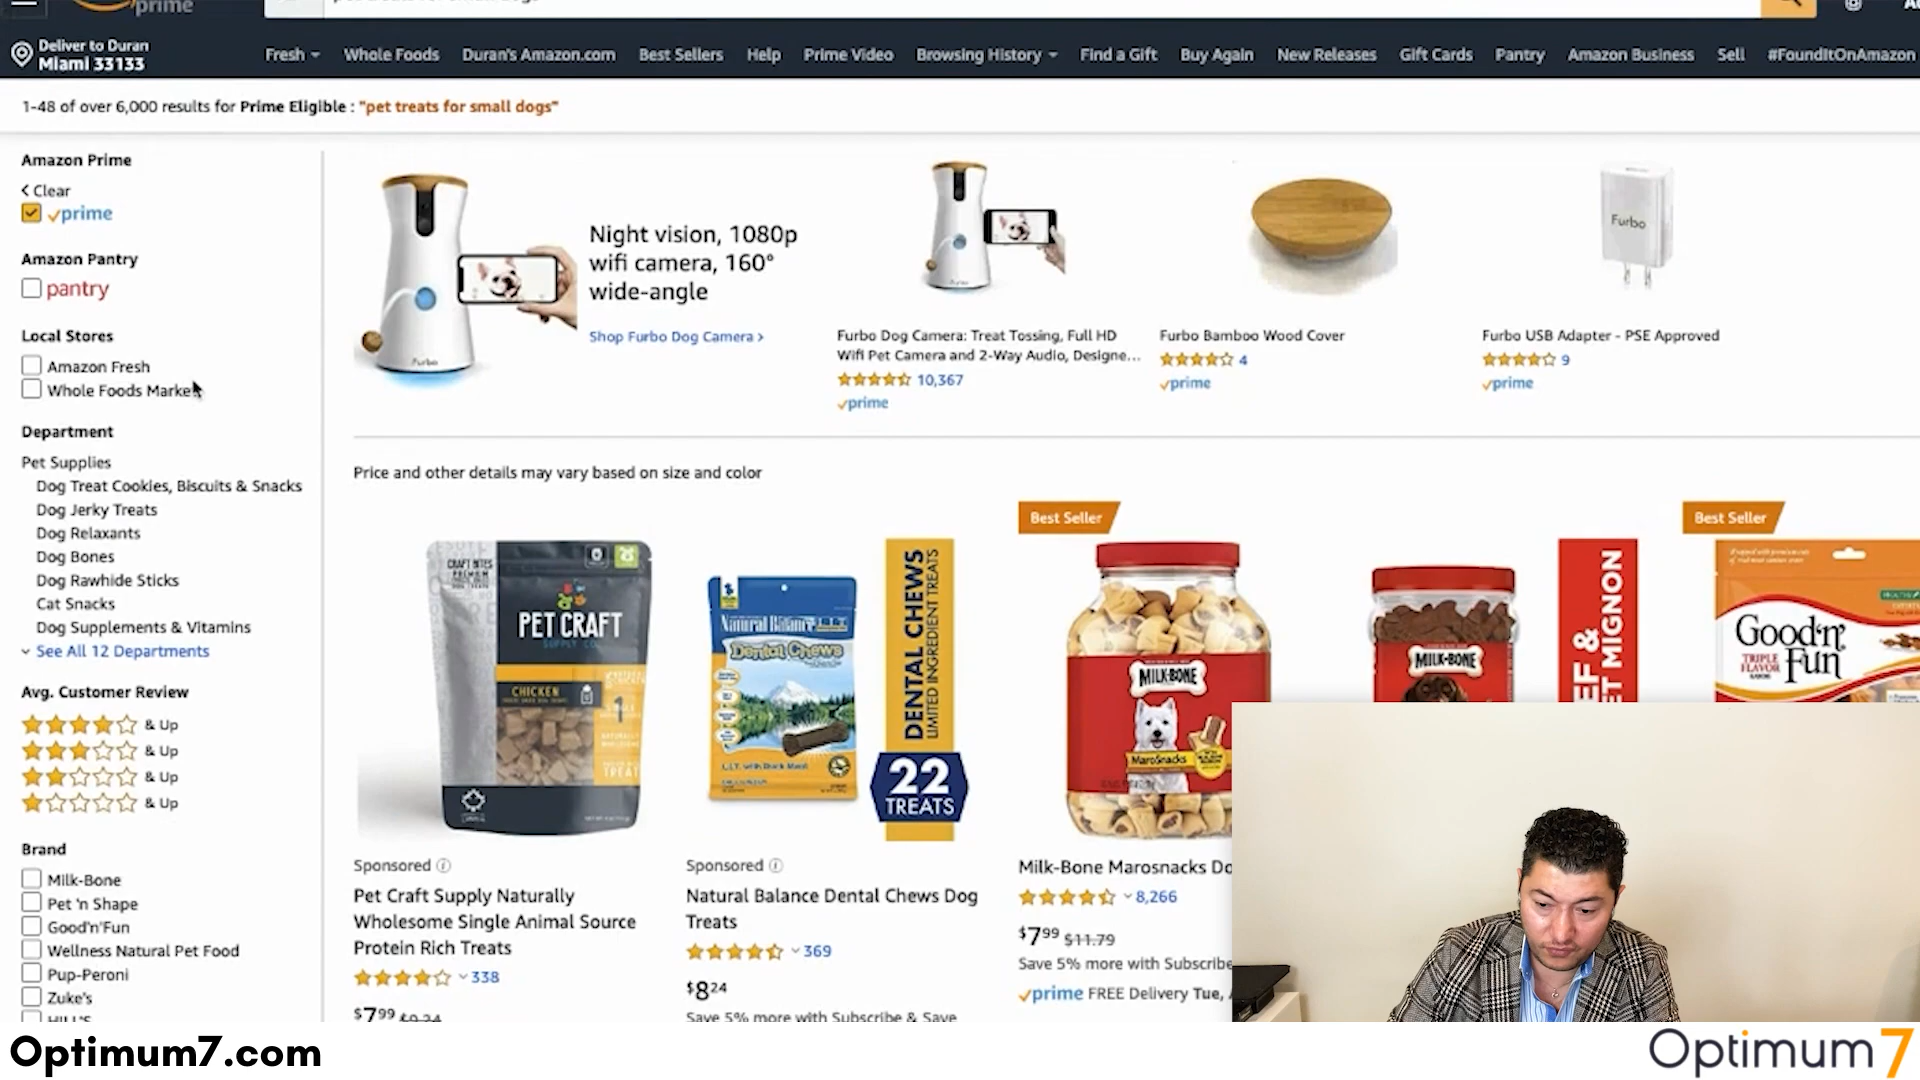 prime
Deliver to Duran
Miami 33133
Fresh
Whole Foods
Duran's Amazon.com
Best Sellers
Help
Prime Video
Browsing History
Find a Gift
Buy Again
New Releases
Gift Cards
Pantry
Amazon Business
Sell
#FoundItOnAmazon
1-48 of over 6,000 results for Prime Eligible : "pet treats for small dogs"
Amazon Prime
Clear
prime
Amazon Pantry
pantry
Local Stores
Amazon Fresh
Whole Foods Market
Department
Pet Supplies
Dog Treat Cookies, Biscuits & Snacks
Dog Jerky Treats
Dog Relaxants
Dog Bones
Dog Rawhide Sticks
Cat Snacks
Dog Supplements & Vitamins
See All 12 Departments
Avg. Customer Review
& Up
& Up
& Up
& Up
Brand
Milk-Bone
Pet 'n Shape
Good'n'Fun
Wellness Natural Pet Food
Pup-Peroni
Zuke's
Furbo
Night vision, 1080p
wifi camera, 160°
wide-angle
Shop Furbo Dog Camera
Furbo Dog Camera: Treat Tossing, Full HD
Wifi Pet Camera and 2-Way Audio, Designe...
10,367
prime
Furbo Bamboo Wood Cover
4
prime
Furbo
Furbo USB Adapter - PSE Approved
9
prime
Price and other details may vary based on size and color
CRAFT BITES
PREMIUM
PET CRAFT
SUPPLY CO.
CHICKEN
1
TREAT
Sponsored
Pet Craft Supply Naturally
Wholesome Single Animal Source
Protein Rich Treats
338
$7.99 $9.24
Natural Balance L.I.T.
Dental Chews
DENTAL CHEWS
LIMITED INGREDIENT TREATS
22
TREATS
Sponsored
Natural Balance Dental Chews Dog
Treats
369
$8.24
Save 5% more with Subscribe & Save
Best Seller
MILK-BONE
MaroSnacks
Milk-Bone Marosnacks Do
8,266
$7.99 $11.79
Save 5% more with Subscribe
prime FREE Delivery Tue,
MILK-BONE
EF &
ET MIGNON
Best Seller
Good'n'
Fun
TRIPLE
FLAVOR
Optimum7.com
Optimum7